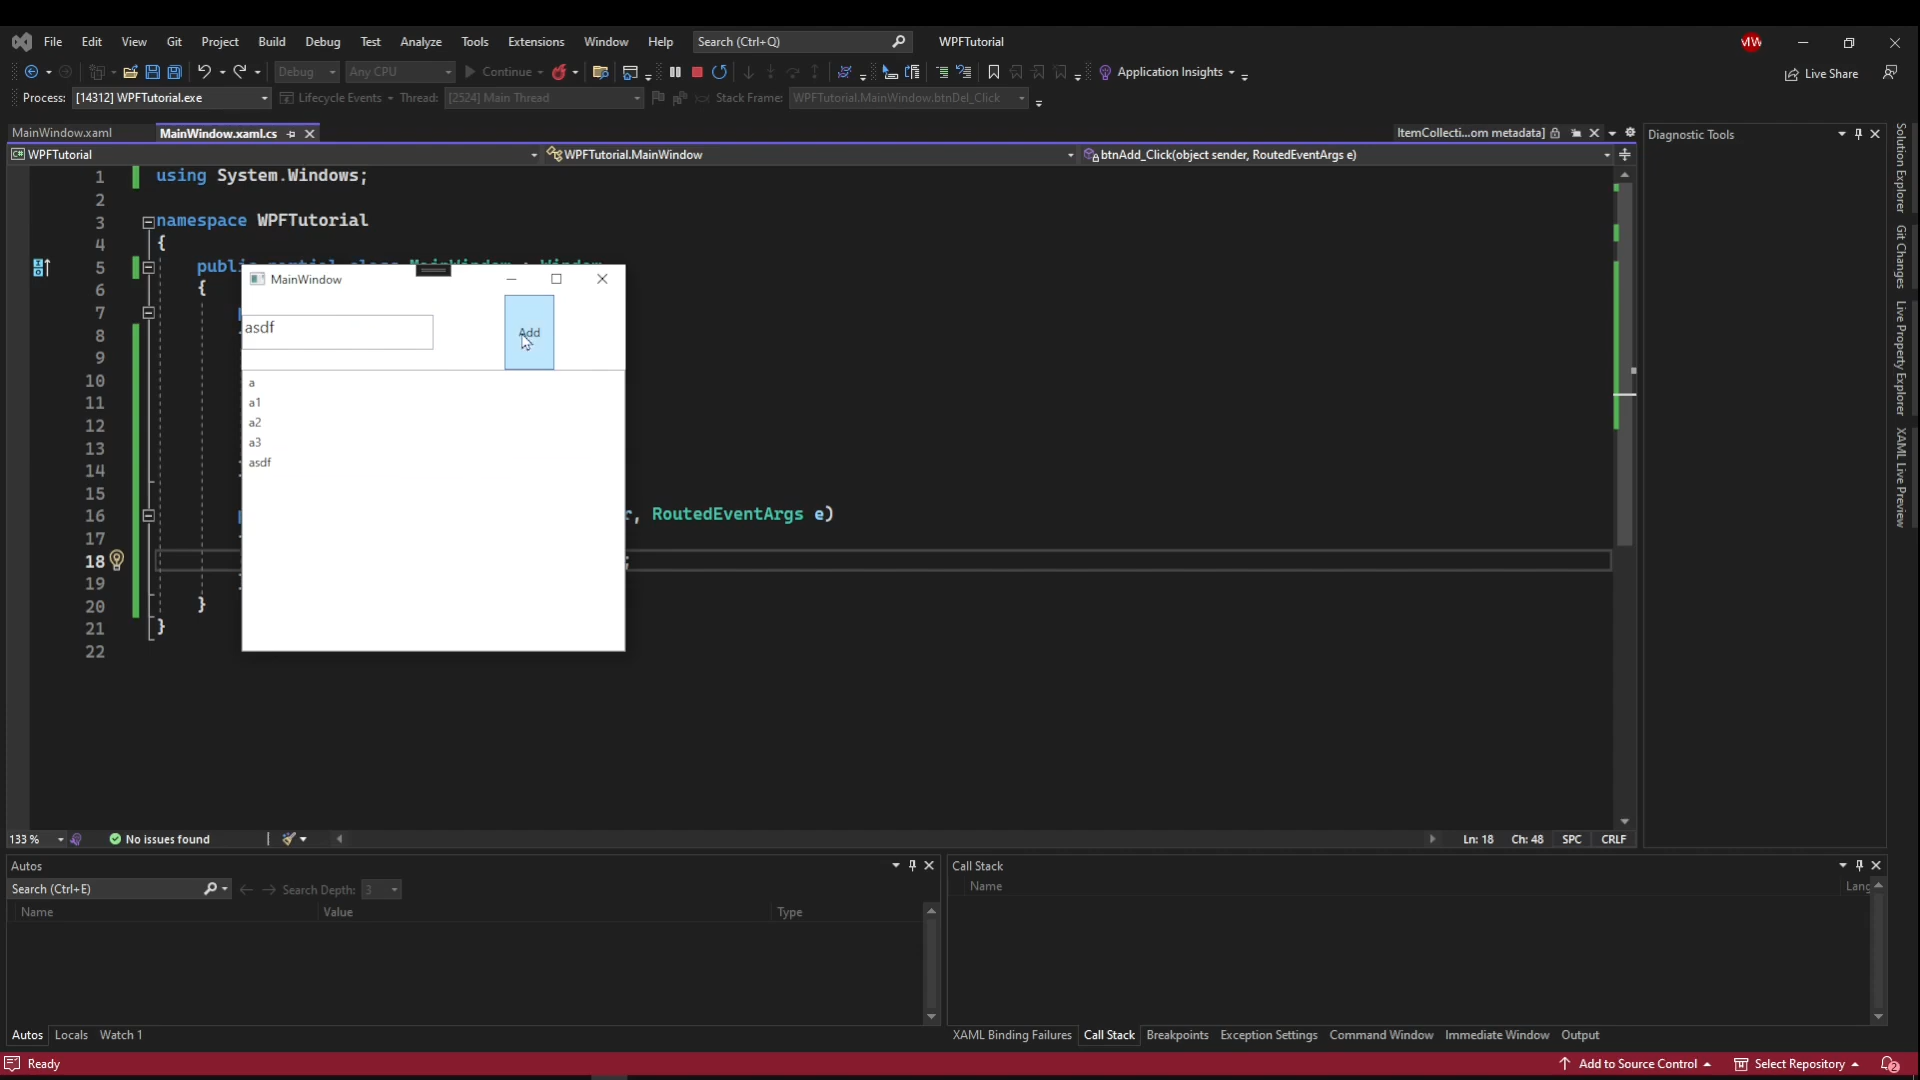 File Edit View Git Project Build Debug Test Analyze Tools Extensions Window Help Search (Ctrl+Q) WPFTutorial MW
Debug Any CPU Continue Application Insights Live Share
Process: [14312] WPFTutorial.exe Lifecycle Events Thread: [2524] Main Thread Stack Frame: WPFTutorial.MainWindow.btnDel_Click
MainWindow.xaml MainWindow.xaml.cs ItemCollecti...om metadata] Diagnostic Tools
WPFTutorial WPFTutorial.MainWindow btnAdd_Click(object sender, RoutedEventArgs e)
1 using System.Windows;
2
3 namespace WPFTutorial
4 {
5 publi
6 {
7
8
9
10
11
12
13
14
15
16 r, RoutedEventArgs e)
17
18 ;
19
20 }
21 }
22
MainWindow
asdf
Add
a
a1
a2
a3
asdf
Solution Explorer
Git Changes
Live Property Explorer
XAML Live Preview
133 % No issues found Ln: 18 Ch: 48 SPC CRLF
Autos
Search (Ctrl+E) Search Depth: 3
Name Value Type
Autos Locals Watch 1
Call Stack
Name Lang
XAML Binding Failures Call Stack Breakpoints Exception Settings Command Window Immediate Window Output
Ready Add to Source Control Select Repository 2